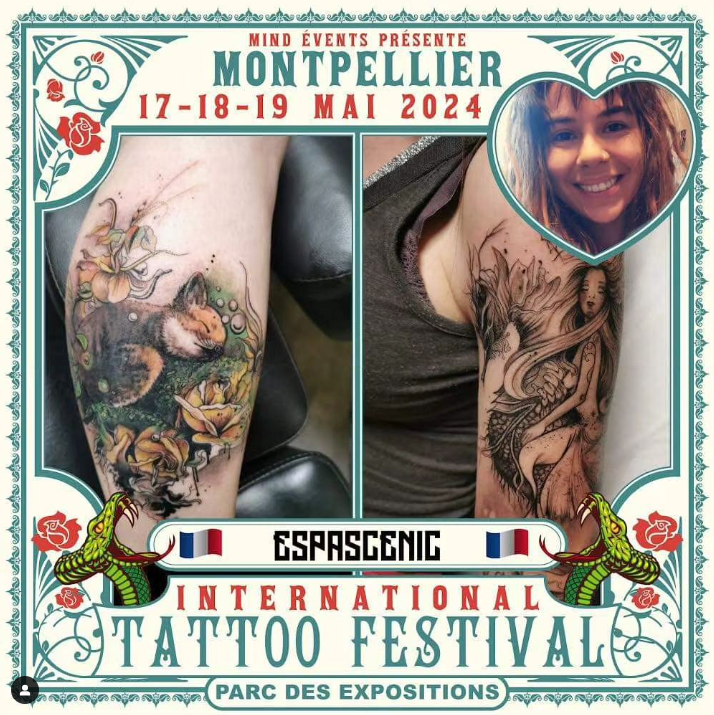 MIND ÉVENTS PRÉSENTE
MONTPELLIER
17-18-19 MAI 2024
ESPASCENIC
INTERNATIONAL
TATTOO FESTIVAL
PARC DES EXPOSITIONS